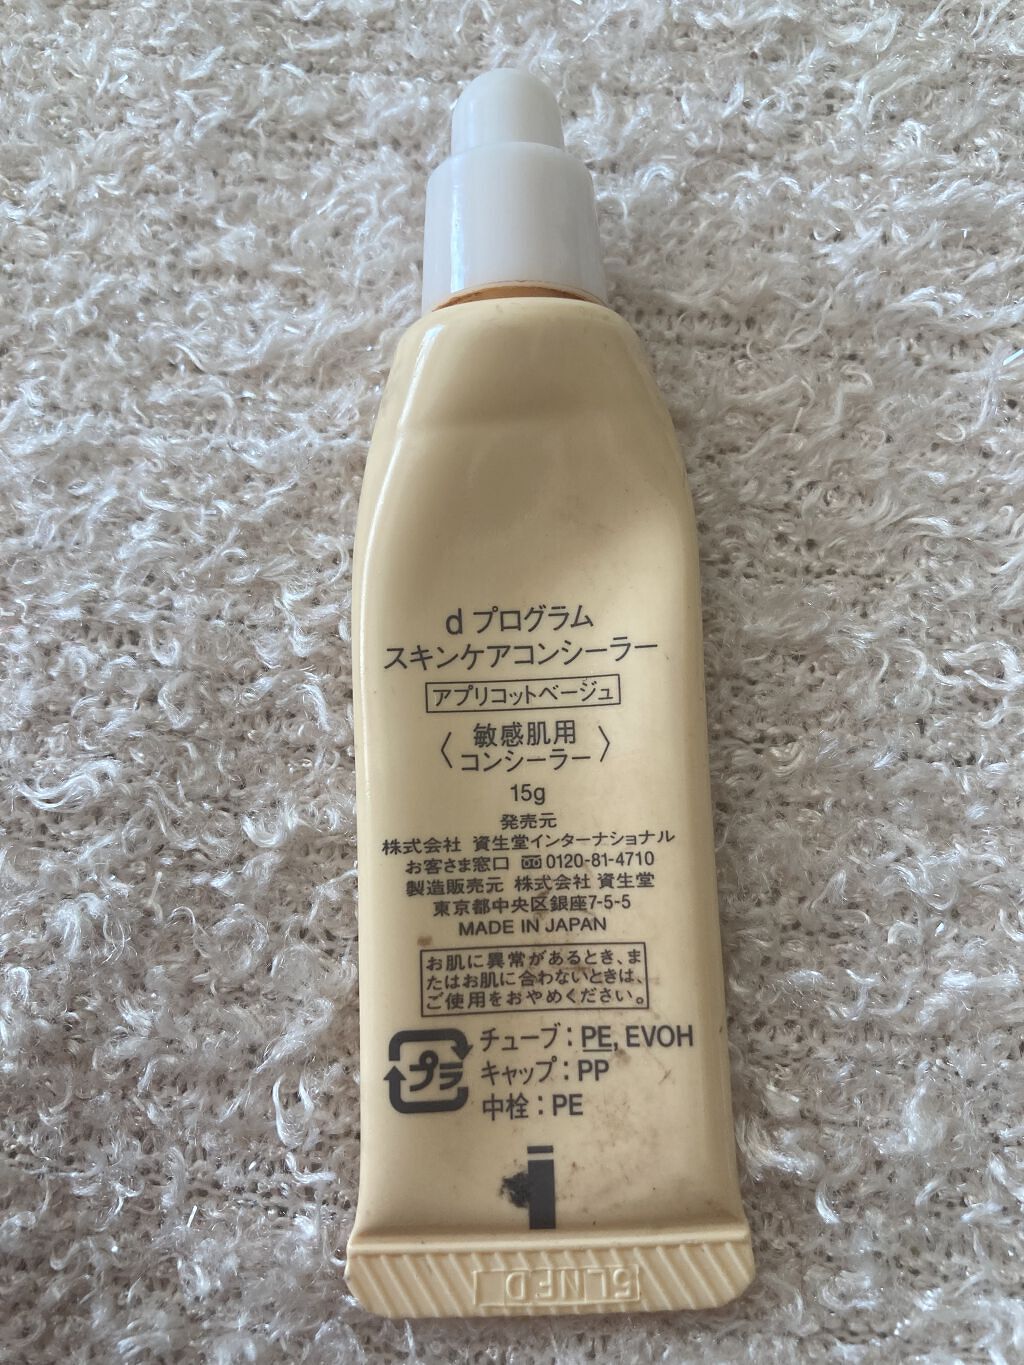 d プログラム
スキンケアコンシーラー
アプリコットベージュ
〈敏感肌用
コンシーラー〉
15g
発売元
株式会社 資生堂インターナショナル
お客さま窓口 0120-81-4710
製造販売元 株式会社 資生堂
東京都中央区銀座7-5-5
MADE IN JAPAN
お肌に異常があるとき、ま
たはお肌に合わないときは、
ご使用をおやめください。
プラ
チューブ：PE, EVOH
キャップ：PP
中栓：PE